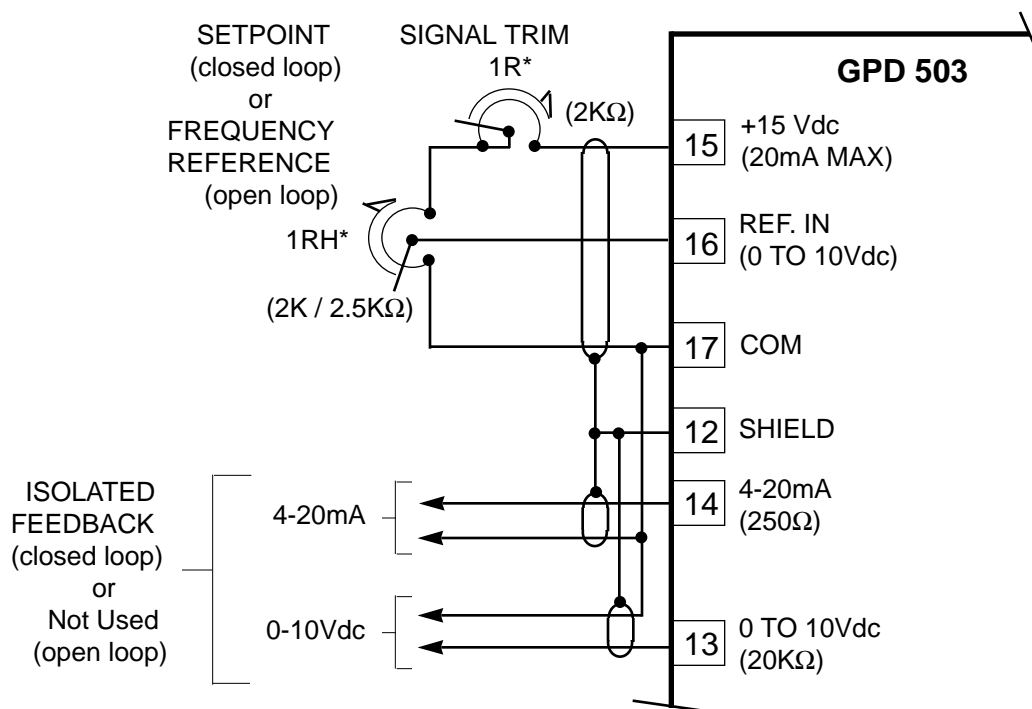 SETPOINT
(closed loop)
or
FREQUENCY
REFERENCE
(open loop)
SIGNAL TRIM
1R*
(2KΩ)
1RH*
(2K / 2.5KΩ)
GPD 503
15
+15 Vdc
(20mA MAX)
16
REF. IN
(0 TO 10Vdc)
17
COM
12
SHIELD
14
4-20mA
(250Ω)
13
0 TO 10Vdc
(20KΩ)
ISOLATED
FEEDBACK
(closed loop)
or
Not Used
(open loop)
4-20mA
0-10Vdc